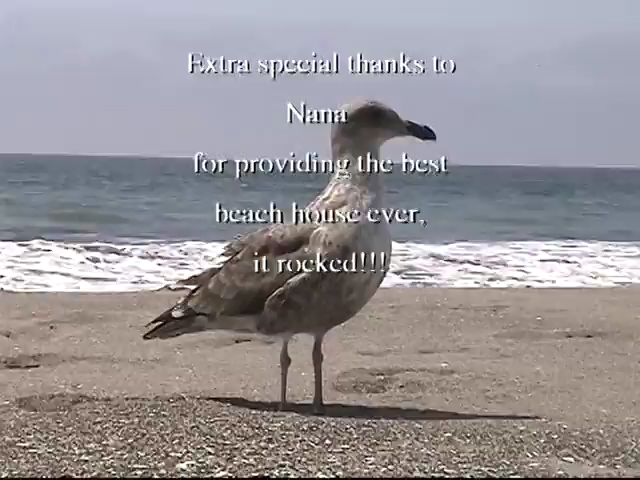 Extra special thanks to
Nana
for providing the best
beach house ever,
it rocked!!!